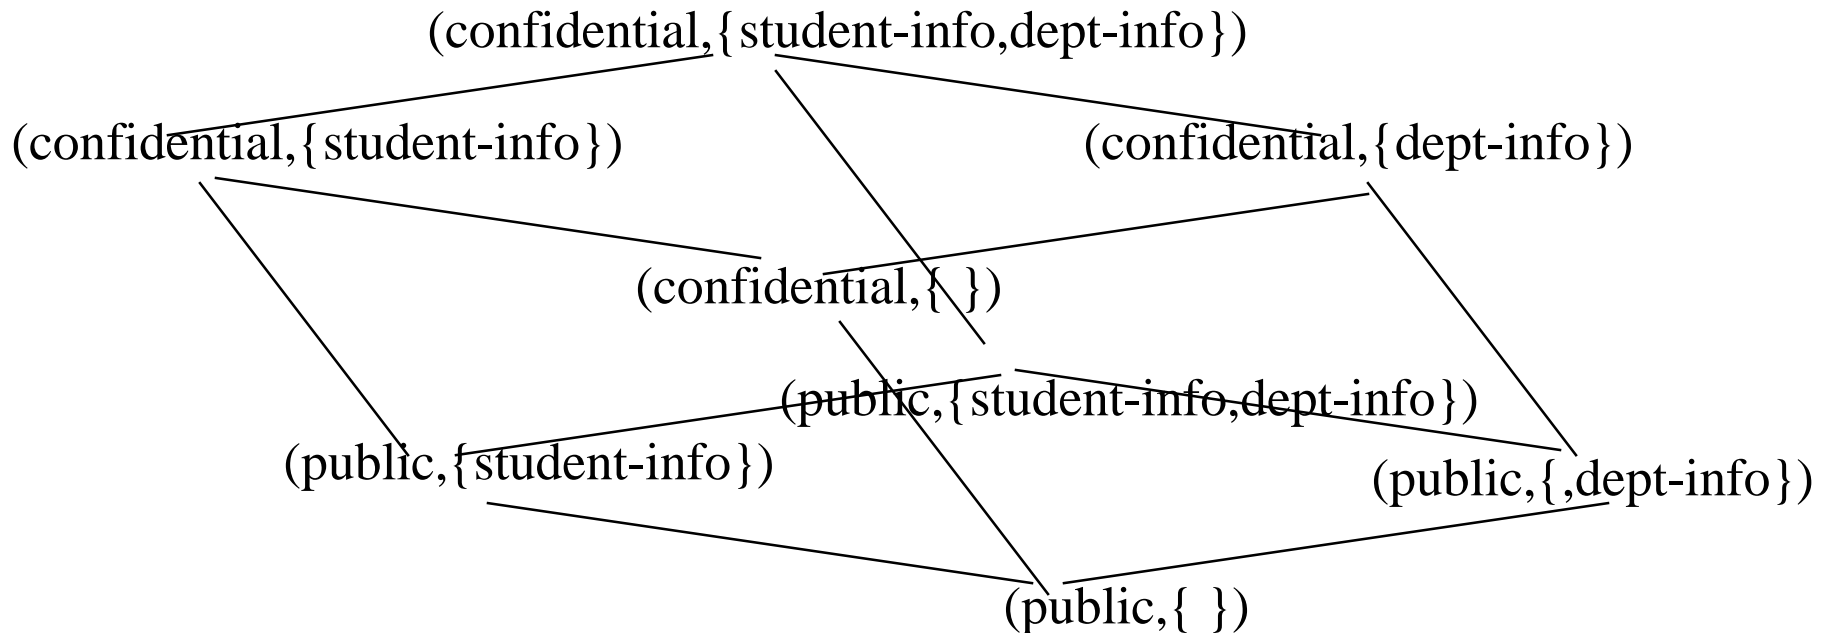 (confidential,{student-info,dept-info})
(confidential,{student-info})
(confidential,{dept-info})
(confidential,{ })
(public,{student-info,dept-info})
(public,{student-info})
(public,{,dept-info})
(public,{ })